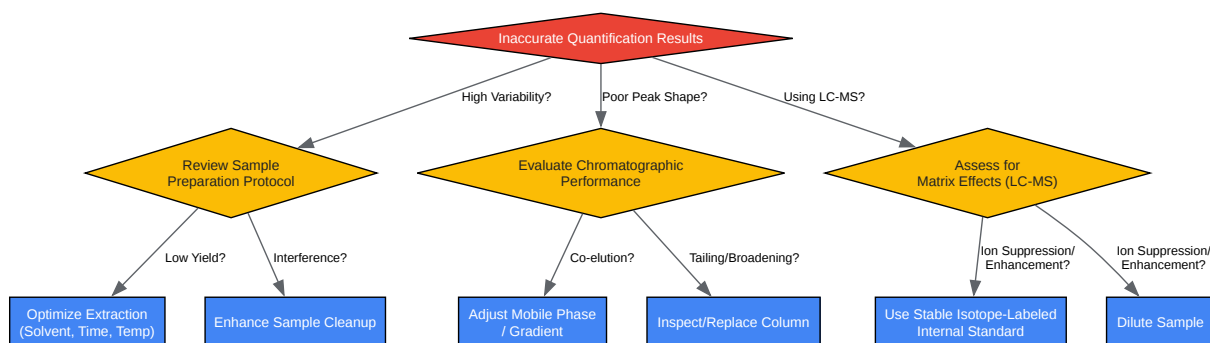 Inaccurate Quantification Results
High Variability?
Poor Peak Shape?
Using LC-MS?
Review Sample
Preparation Protocol
Evaluate Chromatographic
Performance
Assess for
Matrix Effects (LC-MS)
Low Yield?
Interference?
Co-elution?
Tailing/Broadening?
Ion Suppression/
Enhancement?
Ion Suppression/
Enhancement?
Optimize Extraction
(Solvent, Time, Temp)
Enhance Sample Cleanup
Adjust Mobile Phase
/ Gradient
Inspect/Replace Column
Use Stable Isotope-Labeled
Internal Standard
Dilute Sample